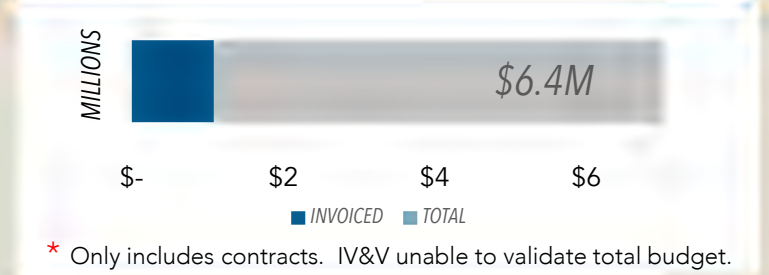 MILLIONS
$6.4M
$- $2 $4 $6
INVOICED TOTAL
* Only includes contracts. IV&V unable to validate total budget.